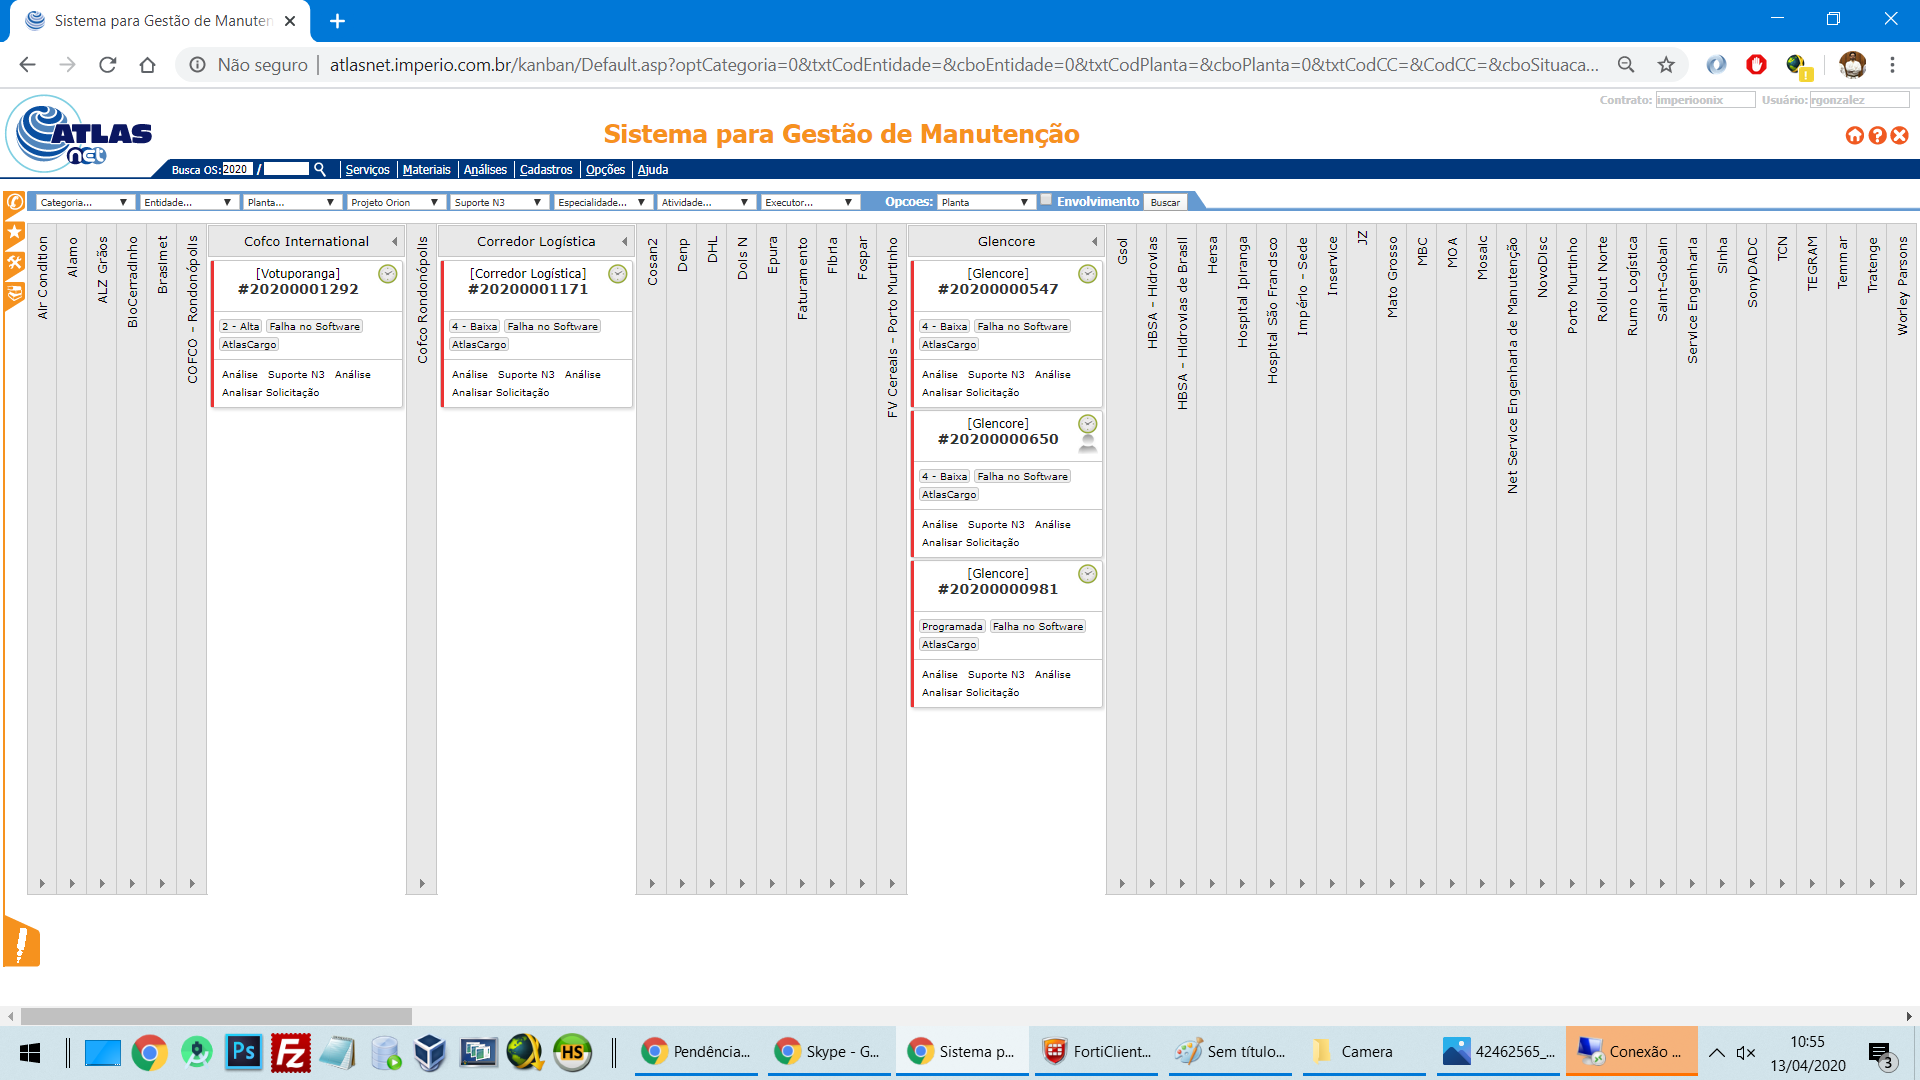 Sistema para Gestão de Manuten
Não seguro | atlasnet.imperio.com.br/kanban/Default.asp?optCategoria=0&txtCodEntidade=&cboEntidade=0&txtCodPlanta=&cboPlanta=0&txtCodCC=&CodCC=&cboSituaca...
Contrato: imperioonix Usuário: rgonzalez
ATLAS
net
Sistema para Gestão de Manutenção
Busca OS: 2020 / Serviços Materiais Análises Cadastros Opções Ajuda
Categoria... Entidade... Planta... Projeto Orion Suporte N3 Especialidade... Atividade... Executor... Opcoes: Planta Envolvimento Buscar
Air Condition
Alamo
ALZ Grãos
BioCerradinho
Brasimet
COFCO - Rondonópolis
Cofco International
[Votuporanga]
#20200001292
2 - Alta Falha no Software
AtlasCargo
Análise Suporte N3 Análise
Analisar Solicitação
Cofco Rondonópolis
Corredor Logística
[Corredor Logística]
#20200001171
4 - Baixa Falha no Software
AtlasCargo
Análise Suporte N3 Análise
Analisar Solicitação
Cosan2
Denp
DHL
Dois N
Epura
Faturamento
Fibria
Fospar
FV Cereais - Porto Murtinho
Glencore
[Glencore]
#20200000547
4 - Baixa Falha no Software
AtlasCargo
Análise Suporte N3 Análise
Analisar Solicitação
[Glencore]
#20200000650
4 - Baixa Falha no Software
AtlasCargo
Análise Suporte N3 Análise
Analisar Solicitação
[Glencore]
#20200000981
Programada Falha no Software
AtlasCargo
Análise Suporte N3 Análise
Analisar Solicitação
Gsol
HBSA - Hidrovias
HBSA - Hidrovias de Brasil
Hersa
Hospital Ipiranga
Hospital São Francisco
Império - Sede
Inservice
JZ
Mato Grosso
MBC
MOA
Mosaic
Net Service Engenharia de Manutenção
NovoDisc
Porto Murtinho
Rollout Norte
Rumo Logística
Saint-Gobain
Service Engenharia
Sinha
SonyDADC
TCN
TEGRAM
Temmar
Tratenge
Worley Parsons
Ps
Fz
HS
Pendência...
Skype - G...
Sistema p...
FortiClient...
Sem título...
Camera
42462565_...
Conexão ...
10:55
13/04/2020
3